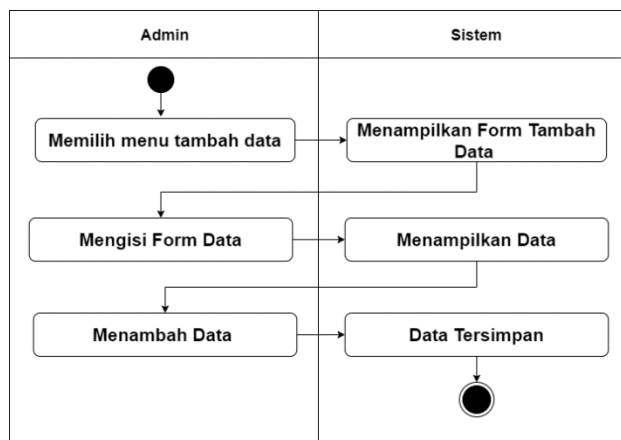 Admin
Sistem
Memilih menu tambah data
Menampilkan Form Tambah
Data
Mengisi Form Data
Menampilkan Data
Menambah Data
Data Tersimpan